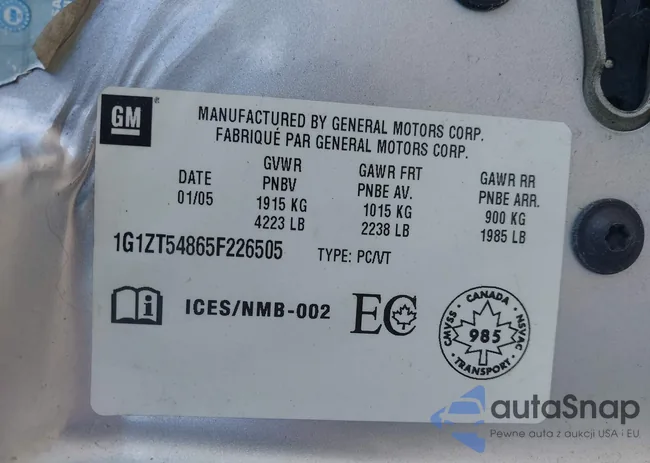 GM
MANUFACTURED BY GENERAL MOTORS CORP.
FABRIQUÉ PAR GENERAL MOTORS CORP.
DATE
01/05
GVWR
PNBV
1915 KG
4223 LB
GAWR FRT
PNBE AV.
1015 KG
2238 LB
GAWR RR
PNBE ARR.
900 KG
1985 LB
1G1ZT54865F226505 TYPE: PC/VT
ICES/NMB-002 EC
CANADA
CMVSS
NSVAC
985
TRANSPORT
autaSnap
Pewne auta z aukcji USA i EU